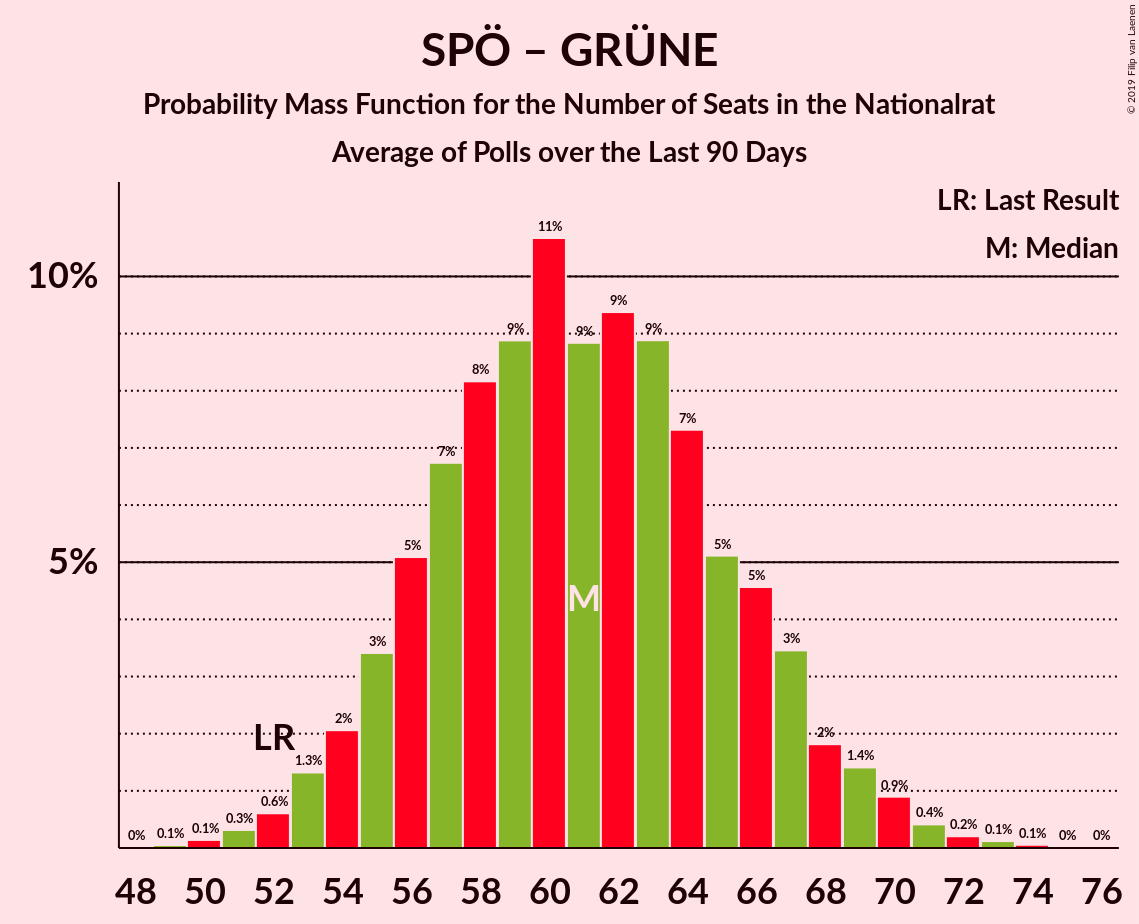 SPÖ – GRÜNE
Probability Mass Function for the Number of Seats in the Nationalrat
Average of Polls over the Last 90 Days
© 2019 Filip van Laenen
LR: Last Result
M: Median
10%
5%
0% 0.1% 0.1% 0.3% 0.6% 1.3% 2% 3% 5% 7% 8% 9% 11% 9% 9% 9% 7% 5% 5% 3% 2% 1.4% 0.9% 0.4% 0.2% 0.1% 0.1% 0% 0%
LR
M
48 50 52 54 56 58 60 62 64 66 68 70 72 74 76